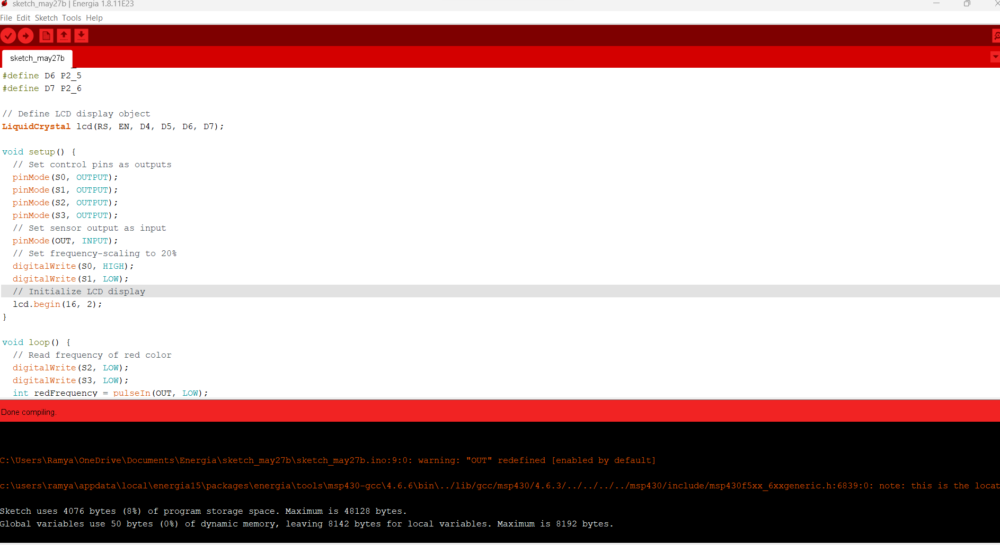 sketch_may27b | Energia 1.8.11E23
File Edit Sketch Tools Help
sketch_may27b
#define D6 P2_5
#define D7 P2_6
// Define LCD display object
LiquidCrystal lcd(RS, EN, D4, D5, D6, D7);
void setup() {
  // Set control pins as outputs
  pinMode(S0, OUTPUT);
  pinMode(S1, OUTPUT);
  pinMode(S2, OUTPUT);
  pinMode(S3, OUTPUT);
  // Set sensor output as input
  pinMode(OUT, INPUT);
  // Set frequency-scaling to 20%
  digitalWrite(S0, HIGH);
  digitalWrite(S1, LOW);
  // Initialize LCD display
  lcd.begin(16, 2);
}
void loop() {
  // Read frequency of red color
  digitalWrite(S2, LOW);
  digitalWrite(S3, LOW);
  int redFrequency = pulseIn(OUT, LOW);
Done compiling.
C:\Users\Ramya\OneDrive\Documents\Energia\sketch_may27b\sketch_may27b.ino:9:0: warning: "OUT" redefined [enabled by default]
c:\users\ramya\appdata\local\energia15\packages\energia\tools\msp430-gcc\4.6.6\bin\../lib/gcc/msp430/4.6.3/../../../../msp430/include/msp430f5xx_6xxgeneric.h:6839:0: note: this is the locat
Sketch uses 4076 bytes (8%) of program storage space. Maximum is 48128 bytes.
Global variables use 50 bytes (0%) of dynamic memory, leaving 8142 bytes for local variables. Maximum is 8192 bytes.